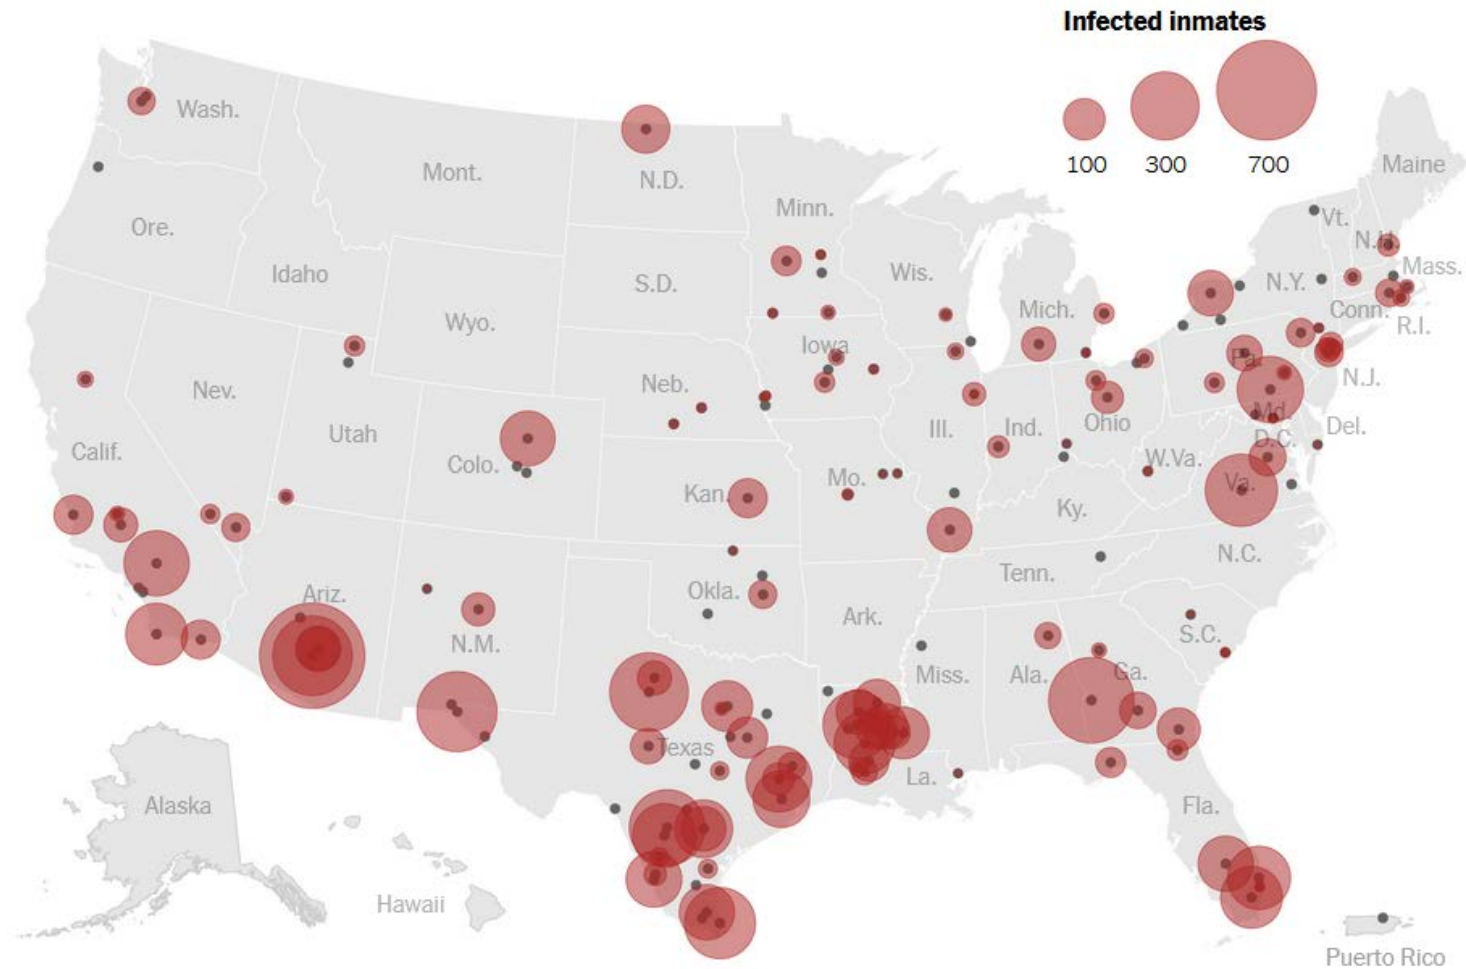 Infected inmates
100 300 700
Wash.
Mont.
N.D.
Minn.
Maine
Ore.
Idaho
S.D.
Wis.
Mich.
Vt.
N.H.
N.Y.
Mass.
Conn.
R.I.
Wyo.
Iowa
Nev.
Neb.
Pa.
N.J.
Utah
Ill.
Ind.
Ohio
Md.
Del.
D.C.
Calif.
Colo.
Kan.
Mo.
W.Va.
Va.
Ky.
N.C.
Ariz.
Okla.
Tenn.
N.M.
Ark.
S.C.
Miss.
Ala.
Ga.
Texas
La.
Alaska
Fla.
Hawaii
Puerto Rico